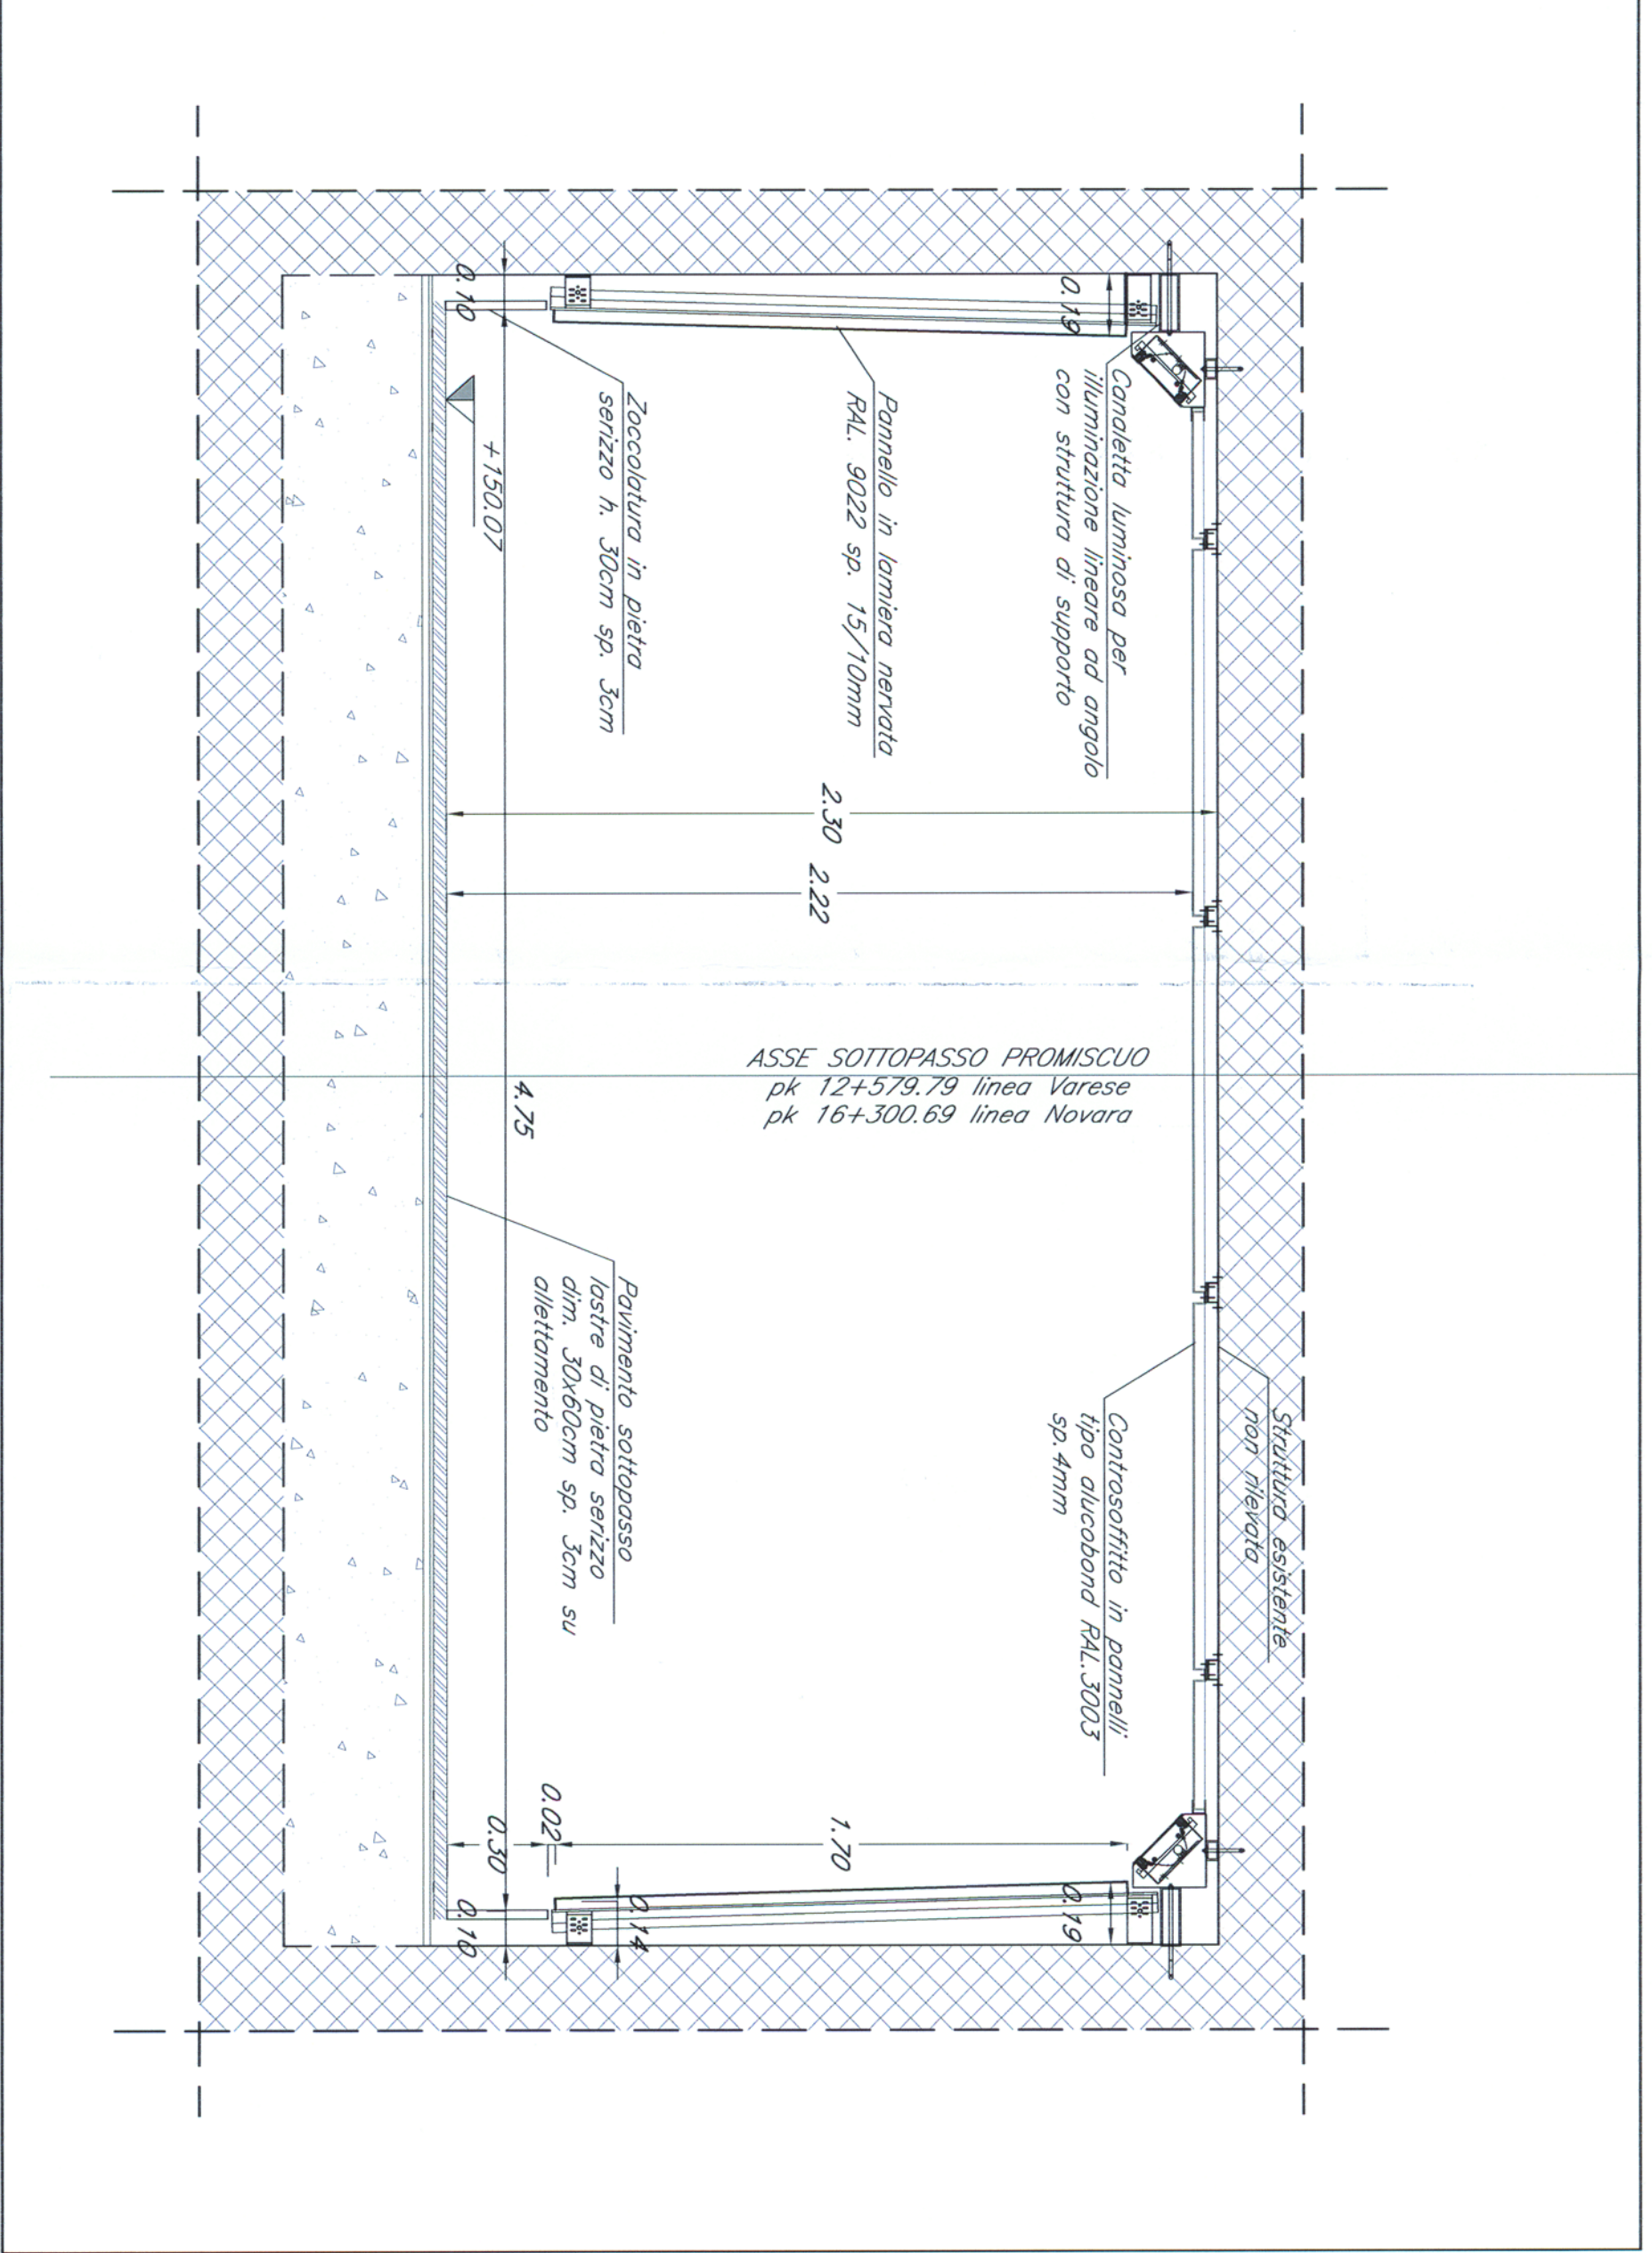 Struttura esistente
non rilevata
Canaletta luminosa per
illuminazione lineare ad angolo
con struttura di supporto
Controsoffitto in pannelli
tipo alucobond RAL.3003
sp.4mm
0.19
0.19
Pannello in lamiera nervata
RAL. 9022 sp. 15/10mm
2.30
2.22
1.70
ASSE SOTTOPASSO PROMISCUO
pk 12+579.79 linea Varese
pk 16+300.69 linea Novara
Zoccolatura in pietra
serizzo h. 30cm sp. 3cm
Pavimento sottopasso
lastre di pietra serizzo
dim. 30x60cm sp. 3cm su
allettamento
0.14
0.02
4.75
0.30
+150.07
0.10
0.10